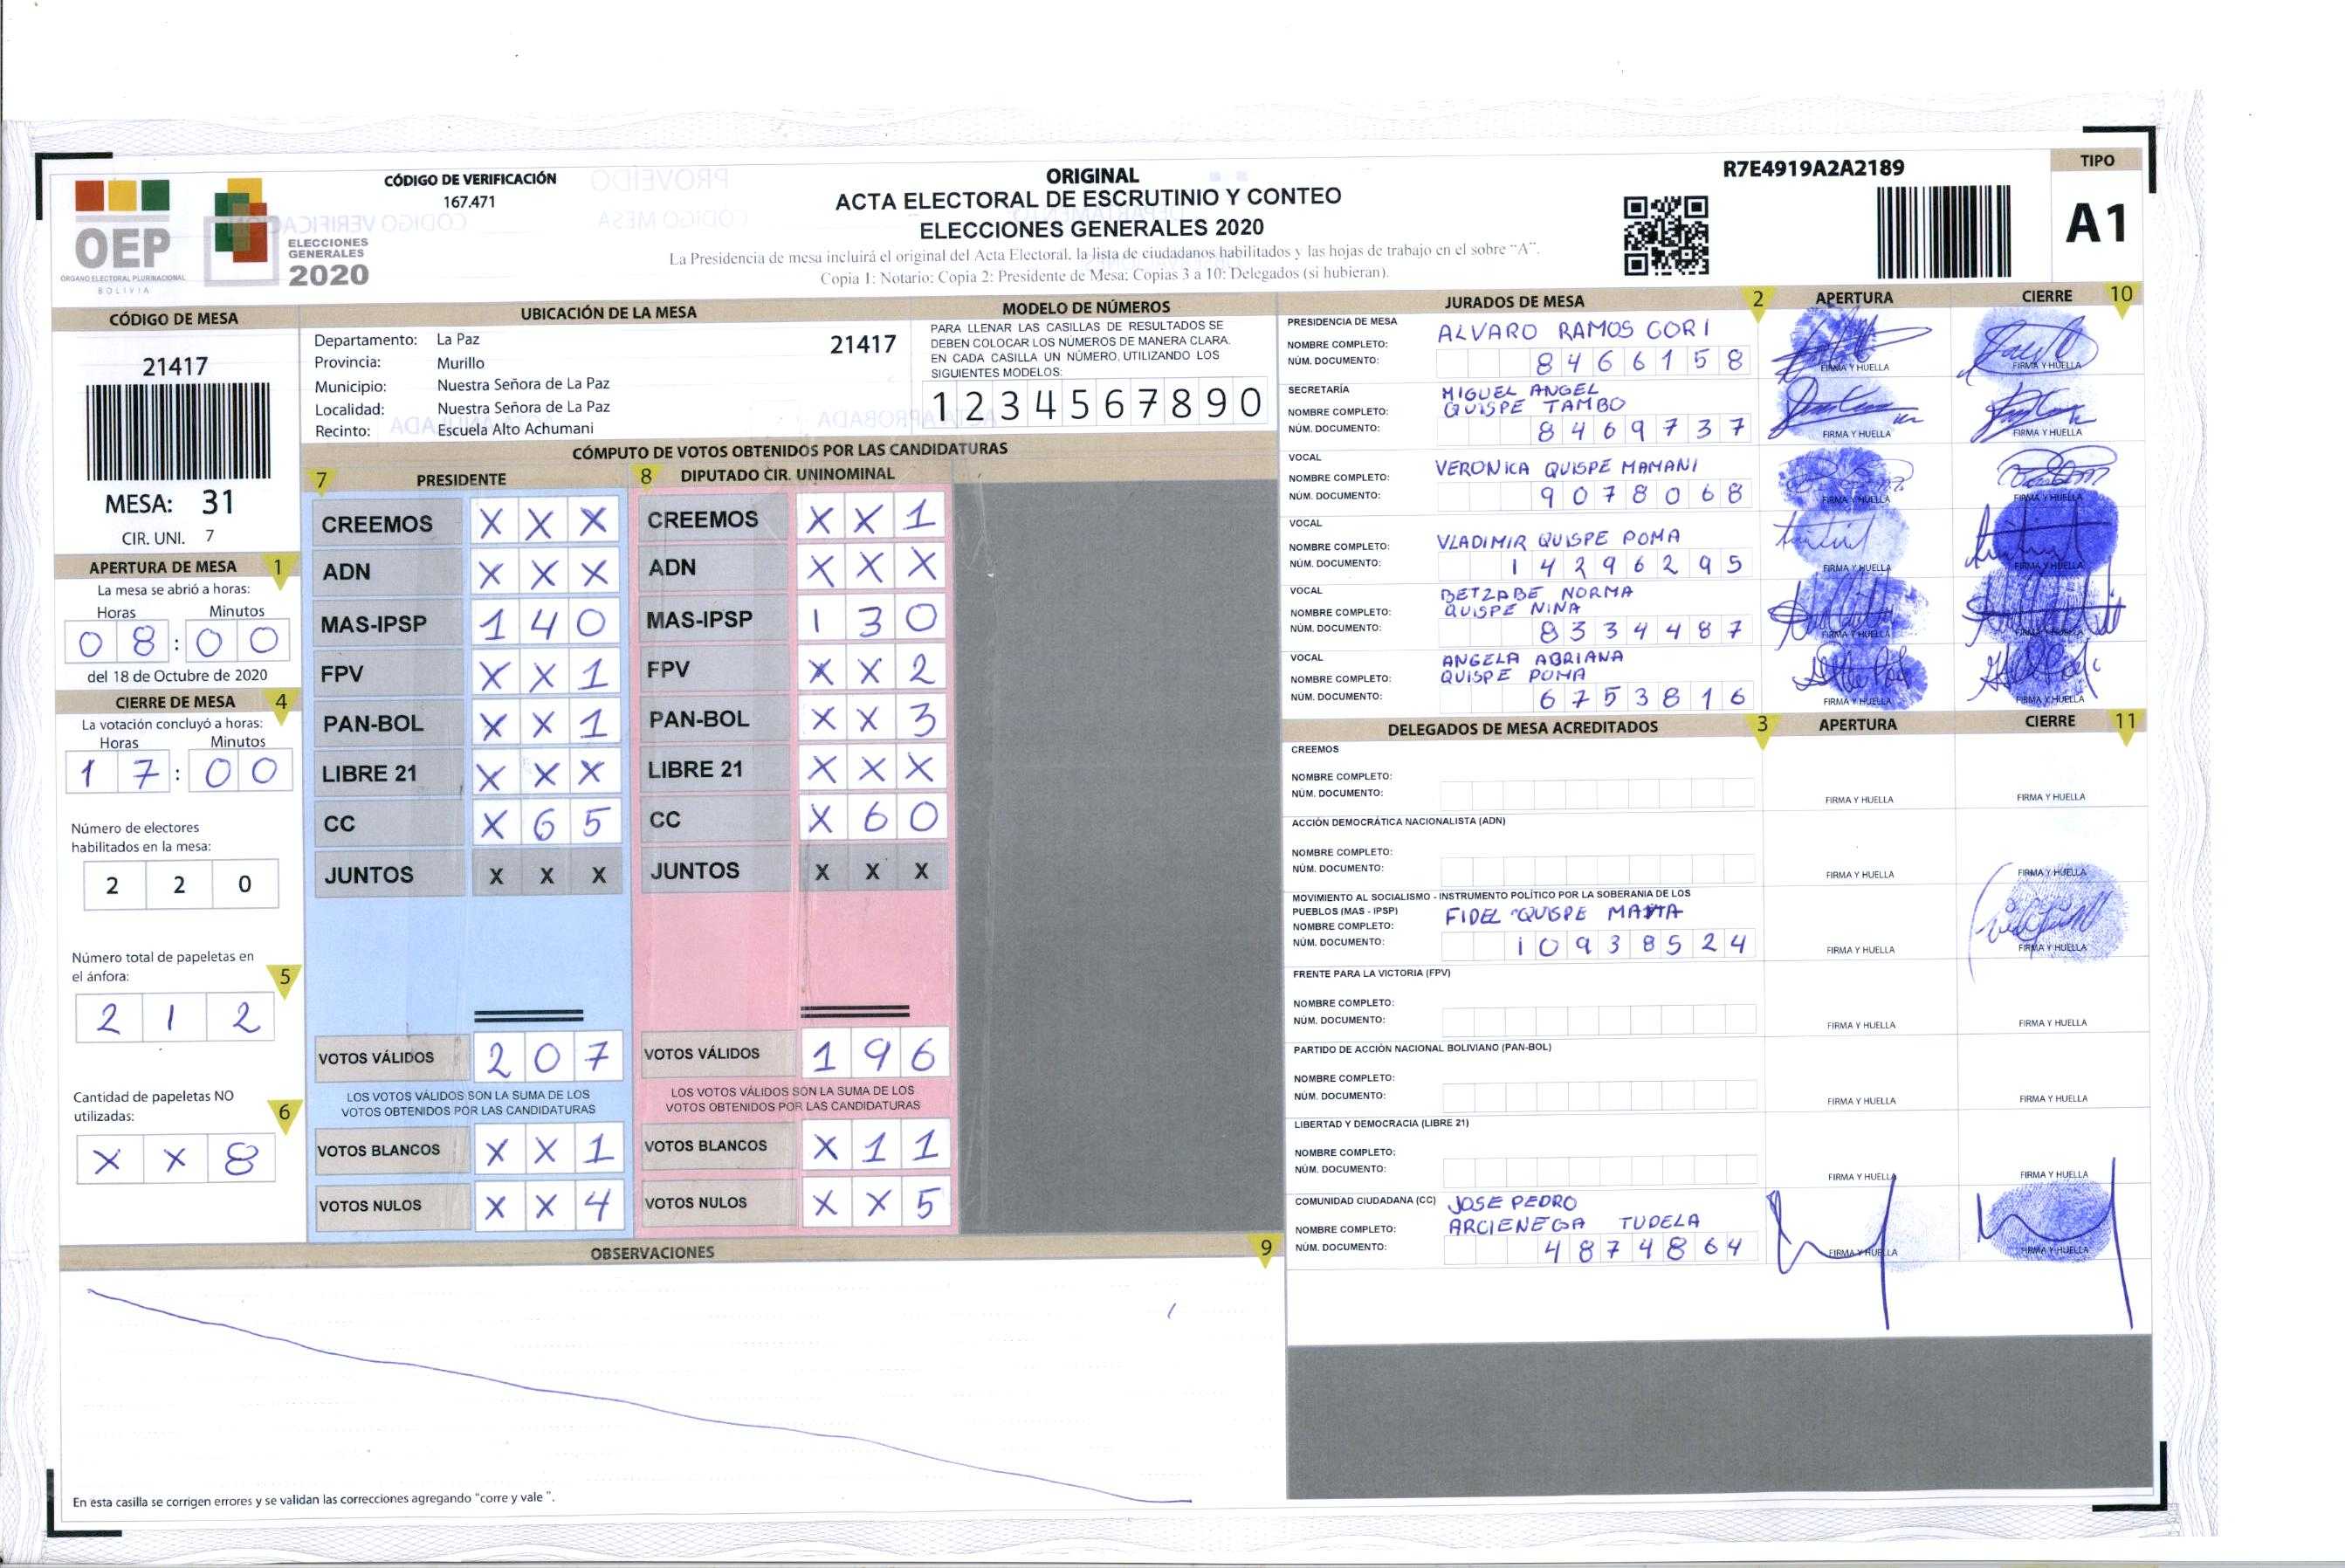 CÓDIGO DE VERIFICACIÓN
167.471
ORIGINAL
ACTA ELECTORAL DE ESCRUTINIO Y CONTEO
ELECCIONES GENERALES 2020
La Presidencia de mesa incluirá el original del Acta Electoral, la lista de ciudadanos habilitados y las hojas de trabajo en el sobre "A".
Copia 1: Notario; Copia 2: Presidente de Mesa; Copias 3 a 10: Delegados (si hubieran).
R7E4919A2A2189
TIPO
A1
OEP
ÓRGANO ELECTORAL PLURINACIONAL
BOLIVIA
ELECCIONES
GENERALES
2020
CÓDIGO DE MESA
21417
MESA: 31
CIR. UNI. 7
APERTURA DE MESA 1
La mesa se abrió a horas:
Horas Minutos
08:00
del 18 de Octubre de 2020
CIERRE DE MESA 4
La votación concluyó a horas:
Horas Minutos
17:00
Número de electores
habilitados en la mesa:
2 2 0
Número total de papeletas en
el ánfora: 5
2 1 2
Cantidad de papeletas NO
utilizadas: 6
X X 8
UBICACIÓN DE LA MESA
Departamento: La Paz 21417
Provincia: Murillo
Municipio: Nuestra Señora de La Paz
Localidad: Nuestra Señora de La Paz
Recinto: Escuela Alto Achumani
MODELO DE NÚMEROS
PARA LLENAR LAS CASILLAS DE RESULTADOS SE
DEBEN COLOCAR LOS NÚMEROS DE MANERA CLARA.
EN CADA CASILLA UN NÚMERO, UTILIZANDO LOS
SIGUIENTES MODELOS:
1 2 3 4 5 6 7 8 9 0
CÓMPUTO DE VOTOS OBTENIDOS POR LAS CANDIDATURAS
7 PRESIDENTE 8 DIPUTADO CIR. UNINOMINAL
CREEMOS X X X CREEMOS X X 1
ADN X X X ADN X X X
MAS-IPSP 1 4 0 MAS-IPSP 1 3 0
FPV X X 1 FPV X X 2
PAN-BOL X X 1 PAN-BOL X X 3
LIBRE 21 X X X LIBRE 21 X X X
CC X 6 5 CC X 6 0
JUNTOS X X X JUNTOS X X X
VOTOS VÁLIDOS 2 0 7 VOTOS VÁLIDOS 1 9 6
LOS VOTOS VÁLIDOS SON LA SUMA DE LOS LOS VOTOS VÁLIDOS SON LA SUMA DE LOS
VOTOS OBTENIDOS POR LAS CANDIDATURAS VOTOS OBTENIDOS POR LAS CANDIDATURAS
VOTOS BLANCOS X X 1 VOTOS BLANCOS X 1 1
VOTOS NULOS X X 4 VOTOS NULOS X X 5
OBSERVACIONES 9
En esta casilla se corrigen errores y se validan las correcciones agregando "corre y vale ".
JURADOS DE MESA 2 APERTURA CIERRE 10
PRESIDENCIA DE MESA
NOMBRE COMPLETO: ALVARO RAMOS GORI
NÚM. DOCUMENTO: 8466158
FIRMA Y HUELLA FIRMA Y HUELLA
SECRETARÍA
NOMBRE COMPLETO: MIGUEL ANGEL
QUISPE TAMBO
NÚM. DOCUMENTO: 8469737
FIRMA Y HUELLA FIRMA Y HUELLA
VOCAL
NOMBRE COMPLETO: VERONICA QUISPE MAMANI
NÚM. DOCUMENTO: 9078068
FIRMA Y HUELLA FIRMA Y HUELLA
VOCAL
NOMBRE COMPLETO: VLADIMIR QUISPE POMA
NÚM. DOCUMENTO: 14296295
FIRMA Y HUELLA FIRMA Y HUELLA
VOCAL
NOMBRE COMPLETO: BETZABE NORMA
QUISPE NINA
NÚM. DOCUMENTO: 8334487
FIRMA Y HUELLA FIRMA Y HUELLA
VOCAL
NOMBRE COMPLETO: ANGELA ADRIANA
QUISPE POMA
NÚM. DOCUMENTO: 6753816
FIRMA Y HUELLA FIRMA Y HUELLA
DELEGADOS DE MESA ACREDITADOS 3 APERTURA CIERRE 11
CREEMOS
NOMBRE COMPLETO:
NÚM. DOCUMENTO:
FIRMA Y HUELLA FIRMA Y HUELLA
ACCIÓN DEMOCRÁTICA NACIONALISTA (ADN)
NOMBRE COMPLETO:
NÚM. DOCUMENTO:
FIRMA Y HUELLA FIRMA Y HUELLA
MOVIMIENTO AL SOCIALISMO - INSTRUMENTO POLÍTICO POR LA SOBERANIA DE LOS
PUEBLOS (MAS - IPSP)
NOMBRE COMPLETO: FIDEL QUISPE
NÚM. DOCUMENTO: 10938524
FIRMA Y HUELLA FIRMA Y HUELLA
FRENTE PARA LA VICTORIA (FPV)
NOMBRE COMPLETO:
NÚM. DOCUMENTO:
FIRMA Y HUELLA FIRMA Y HUELLA
PARTIDO DE ACCIÓN NACIONAL BOLIVIANO (PAN-BOL)
NOMBRE COMPLETO:
NÚM. DOCUMENTO:
FIRMA Y HUELLA FIRMA Y HUELLA
LIBERTAD Y DEMOCRACIA (LIBRE 21)
NOMBRE COMPLETO:
NÚM. DOCUMENTO:
FIRMA Y HUELLA FIRMA Y HUELLA
COMUNIDAD CIUDADANA (CC)
NOMBRE COMPLETO: JOSE PEDRO
ARCIENEGA TUDELA
NÚM. DOCUMENTO: 4874864
FIRMA Y HUELLA FIRMA Y HUELLA